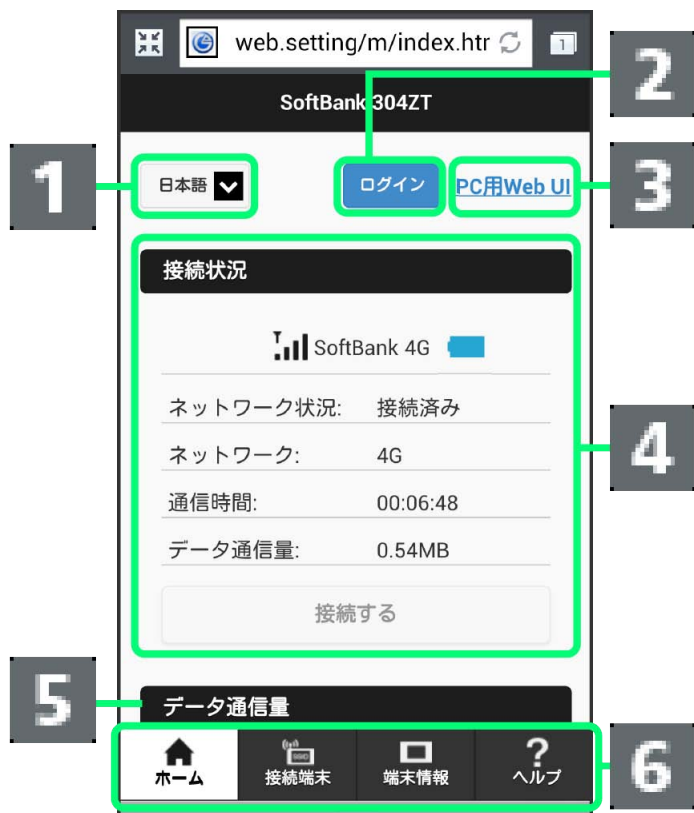 web.setting/m/index.htr
1
SoftBank 304ZT
2
1
日本語
ログイン
PC用Web UI
3
接続状況
SoftBank 4G
ネットワーク状況: 接続済み
ネットワーク: 4G
4
通信時間: 00:06:48
データ通信量: 0.54MB
接続する
5
データ通信量
ホーム
接続端末
端末情報
ヘルプ
6